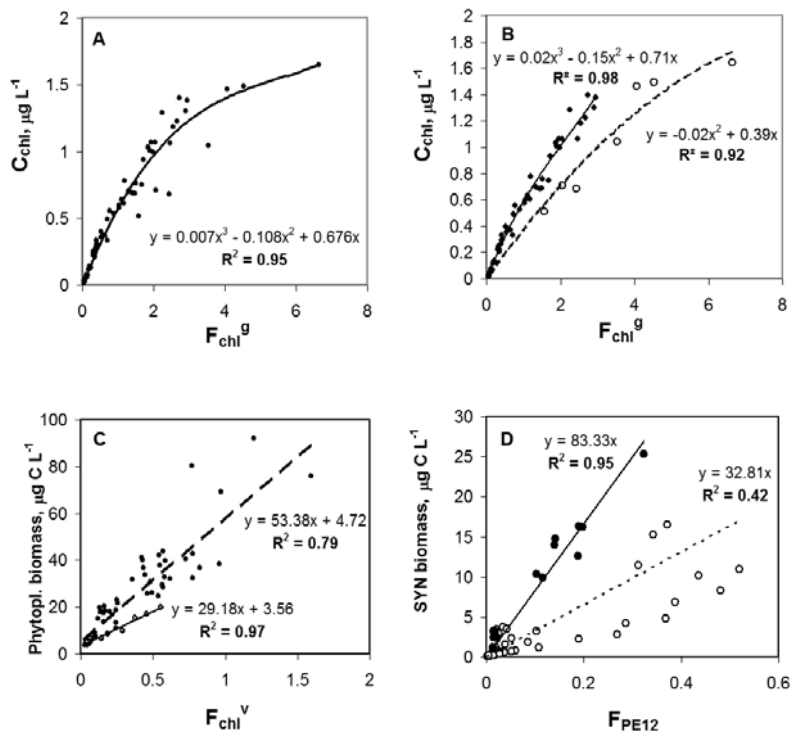 A
C_chl, µg L⁻¹
2
1.5
1
0.5
0
y = 0.007x³ - 0.108x² + 0.676x
R² = 0.95
0 2 4 6 8
F_chl^g
B
C_chl, µg L⁻¹
2
1.8
1.6
1.4
1.2
1
0.8
0.6
0.4
0.2
0
y = 0.02x³ - 0.15x² + 0.71x
R² = 0.98
y = -0.02x² + 0.39x
R² = 0.92
0 2 4 6 8
F_chl^g
C
Phytopl. biomass, µg C L⁻¹
100
80
60
40
20
0
y = 53.38x + 4.72
R² = 0.79
y = 29.18x + 3.56
R² = 0.97
0 0.5 1 1.5 2
F_chl^v
D
SYN biomass, µg C L⁻¹
30
25
20
15
10
5
0
y = 83.33x
R² = 0.95
y = 32.81x
R² = 0.42
0 0.2 0.4 0.6
F_PE12